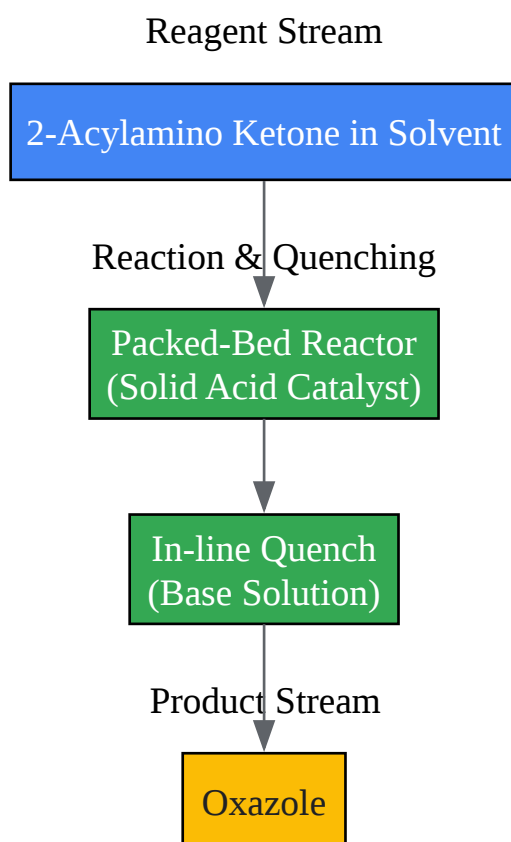 Reagent Stream
2-Acylamino Ketone in Solvent
Reaction & Quenching
Packed-Bed Reactor
(Solid Acid Catalyst)
In-line Quench
(Base Solution)
Product Stream
Oxazole